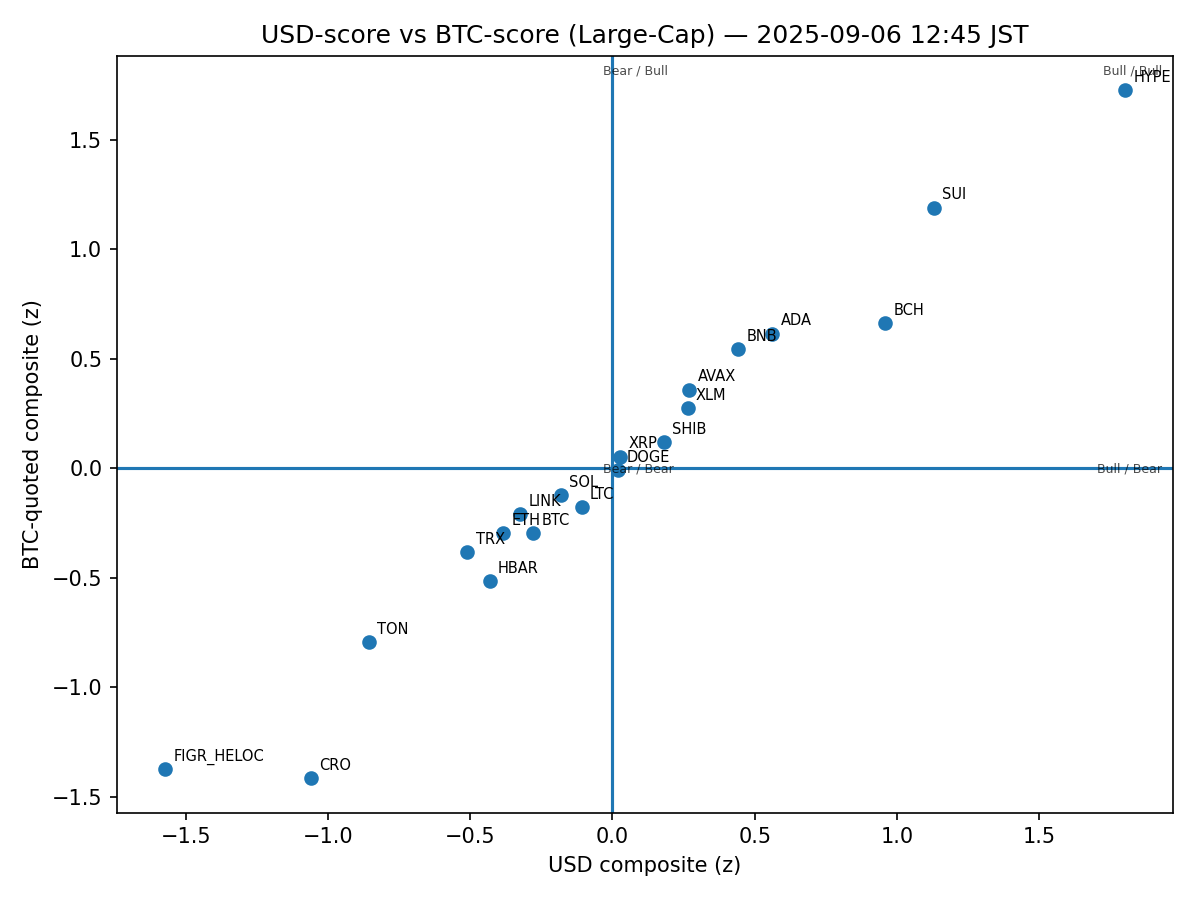 USD-score vs BTC-score (Large-Cap) — 2025-09-06 12:45 JST
Bear / Bull
Bull / Bull
HYPE
SUI
BCH
ADA
BNB
AVAX
XLM
SHIB
XRP
DOGE
Bear / Bear
Bull / Bear
SOL
LTC
LINK
ETH
BTC
TRX
HBAR
TON
FIGR_HELOC
CRO
1.5
1.0
0.5
0.0
−0.5
−1.0
−1.5
−1.5
−1.0
−0.5
0.0
0.5
1.0
1.5
USD composite (z)
BTC-quoted composite (z)